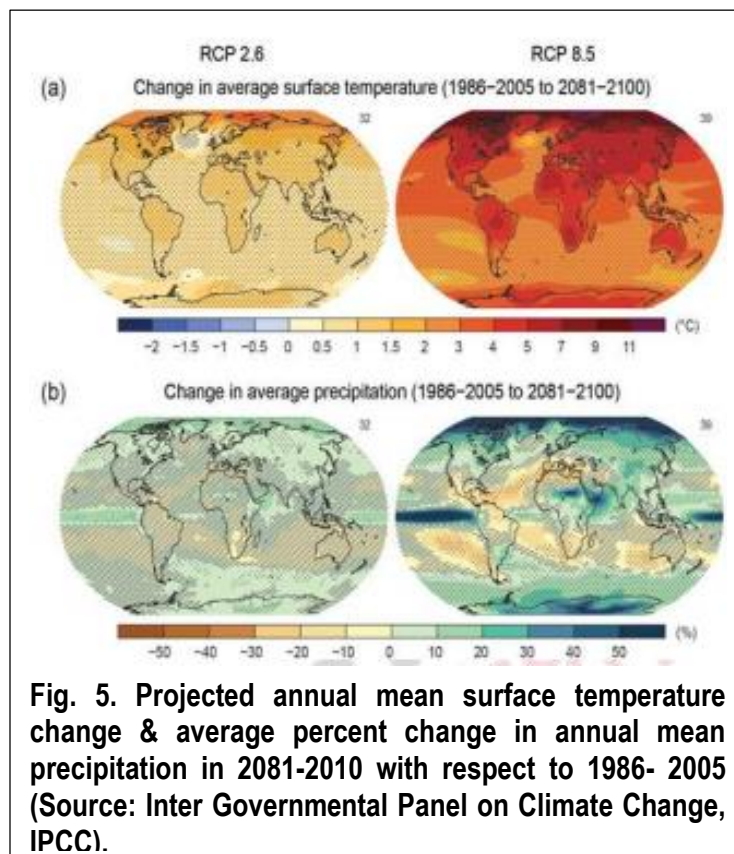 RCP 2.6 RCP 8.5
(a) Change in average surface temperature (1986−2005 to 2081−2100)
32 39
−2 −1.5 −1 −0.5 0 0.5 1 1.5 2 3 4 5 7 9 11 (°C)
(b) Change in average precipitation (1986−2005 to 2081−2100)
32 39
−50 −40 −30 −20 −10 0 10 20 30 40 50 (%)
Fig. 5. Projected annual mean surface temperature
change & average percent change in annual mean
precipitation in 2081-2010 with respect to 1986- 2005
(Source: Inter Governmental Panel on Climate Change,
IPCC).